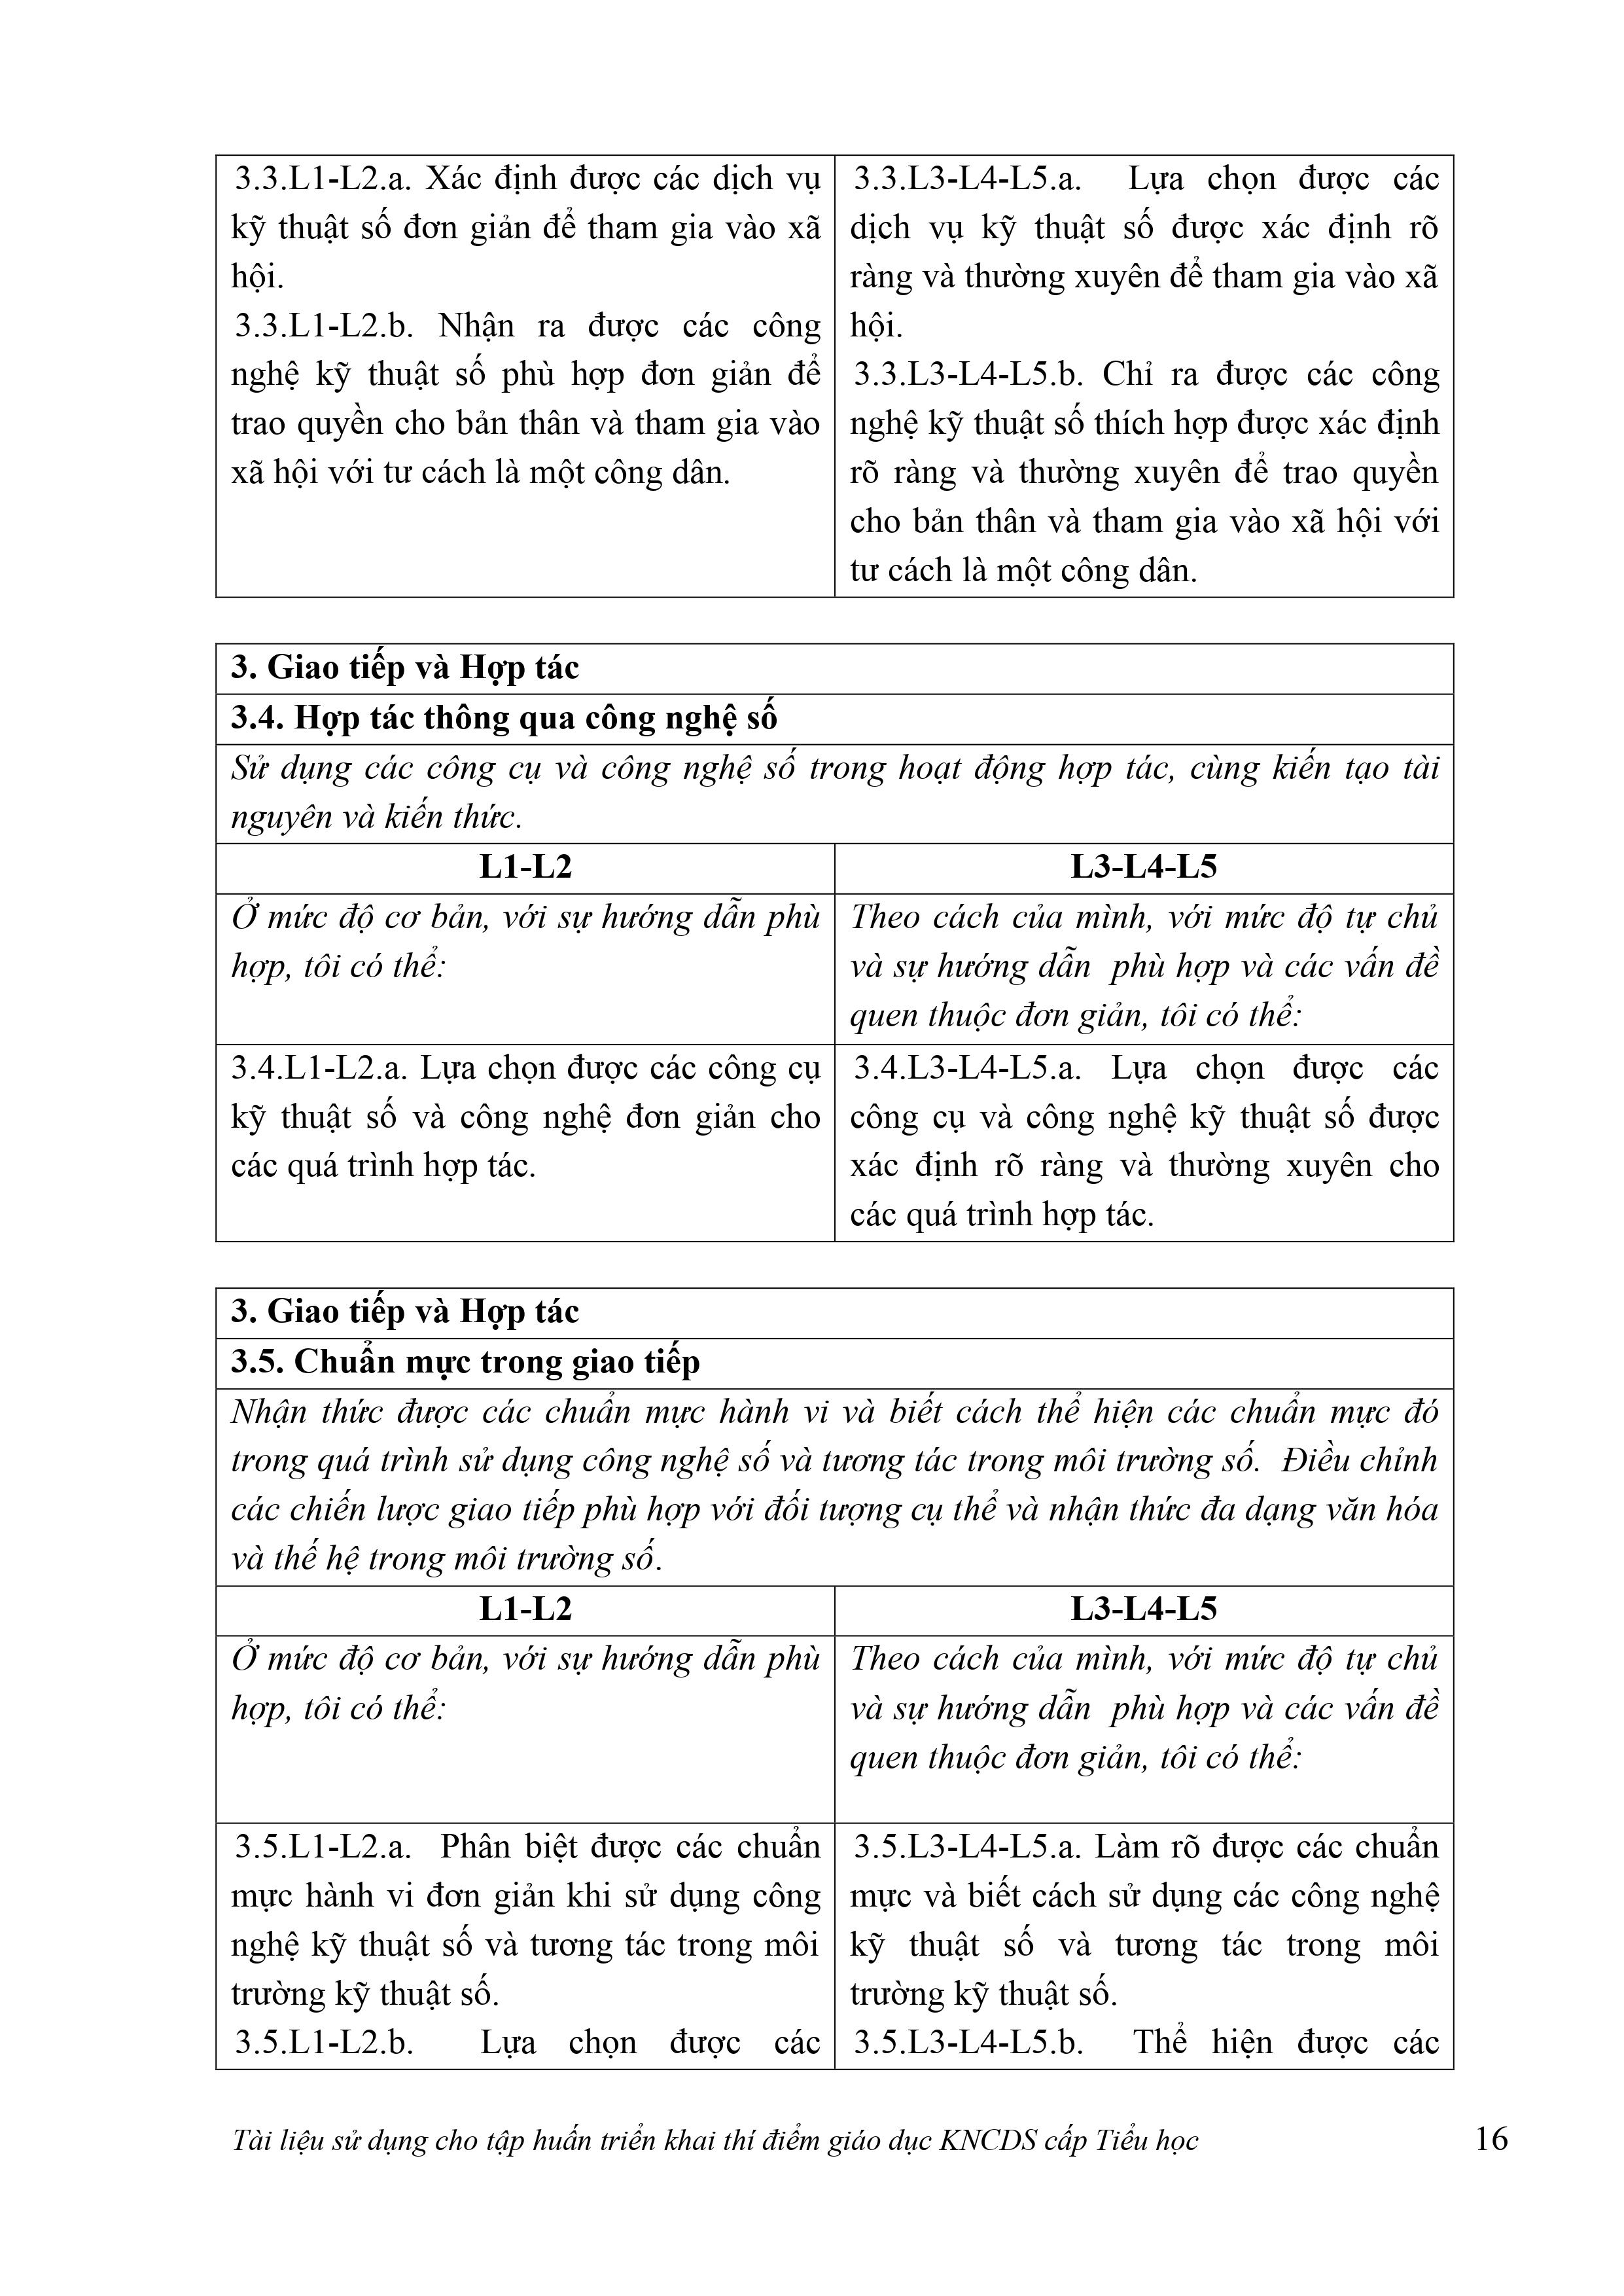 3.3.L1-L2.a. Xác định được các dịch vụ
kỹ thuật số đơn giản để tham gia vào xã
hội.
3.3.L1-L2.b. Nhận ra được các công
nghệ kỹ thuật số phù hợp đơn giản để
trao quyền cho bản thân và tham gia vào
xã hội với tư cách là một công dân.
3.3.L3-L4-L5.a. Lựa chọn được các
dịch vụ kỹ thuật số được xác định rõ
ràng và thường xuyên để tham gia vào xã
hội.
3.3.L3-L4-L5.b. Chỉ ra được các công
nghệ kỹ thuật số thích hợp được xác định
rõ ràng và thường xuyên để trao quyền
cho bản thân và tham gia vào xã hội với
tư cách là một công dân.
3. Giao tiếp và Hợp tác
3.4. Hợp tác thông qua công nghệ số
Sử dụng các công cụ và công nghệ số trong hoạt động hợp tác, cùng kiến tạo tài
nguyên và kiến thức.
L1-L2
L3-L4-L5
Ở mức độ cơ bản, với sự hướng dẫn phù
hợp, tôi có thể:
Theo cách của mình, với mức độ tự chủ
và sự hướng dẫn phù hợp và các vấn đề
quen thuộc đơn giản, tôi có thể:
3.4.L1-L2.a. Lựa chọn được các công cụ
kỹ thuật số và công nghệ đơn giản cho
các quá trình hợp tác.
3.4.L3-L4-L5.a. Lựa chọn được các
công cụ và công nghệ kỹ thuật số được
xác định rõ ràng và thường xuyên cho
các quá trình hợp tác.
3. Giao tiếp và Hợp tác
3.5. Chuẩn mực trong giao tiếp
Nhận thức được các chuẩn mực hành vi và biết cách thể hiện các chuẩn mực đó
trong quá trình sử dụng công nghệ số và tương tác trong môi trường số. Điều chỉnh
các chiến lược giao tiếp phù hợp với đối tượng cụ thể và nhận thức đa dạng văn hóa
và thế hệ trong môi trường số.
L1-L2
L3-L4-L5
Ở mức độ cơ bản, với sự hướng dẫn phù
hợp, tôi có thể:
Theo cách của mình, với mức độ tự chủ
và sự hướng dẫn phù hợp và các vấn đề
quen thuộc đơn giản, tôi có thể:
3.5.L1-L2.a. Phân biệt được các chuẩn
mực hành vi đơn giản khi sử dụng công
nghệ kỹ thuật số và tương tác trong môi
trường kỹ thuật số.
3.5.L1-L2.b. Lựa chọn được các
3.5.L3-L4-L5.a. Làm rõ được các chuẩn
mực và biết cách sử dụng các công nghệ
kỹ thuật số và tương tác trong môi
trường kỹ thuật số.
3.5.L3-L4-L5.b. Thể hiện được các
Tài liệu sử dụng cho tập huấn triển khai thí điểm giáo dục KNCDS cấp Tiểu học 16